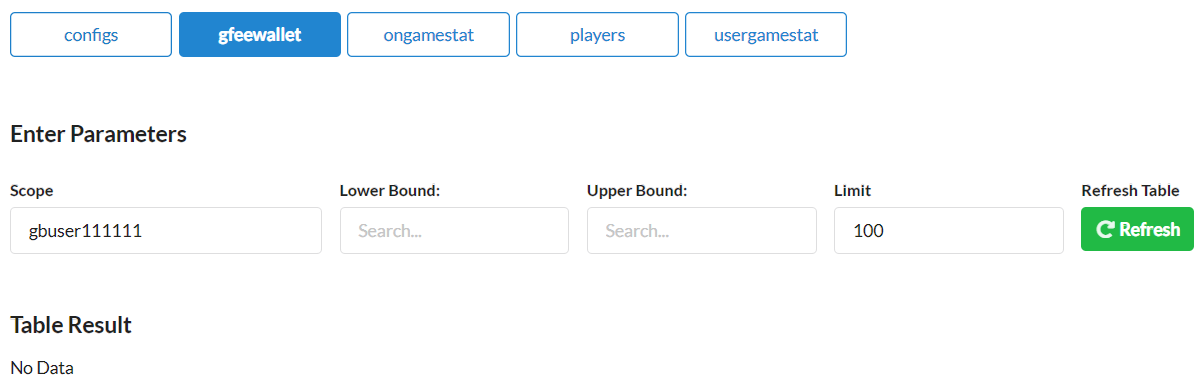 configs gfeewallet ongamestat players usergamestat
Enter Parameters
Scope Lower Bound: Upper Bound: Limit Refresh Table
gbuser111111 Search... Search... 100 Refresh
Table Result
No Data